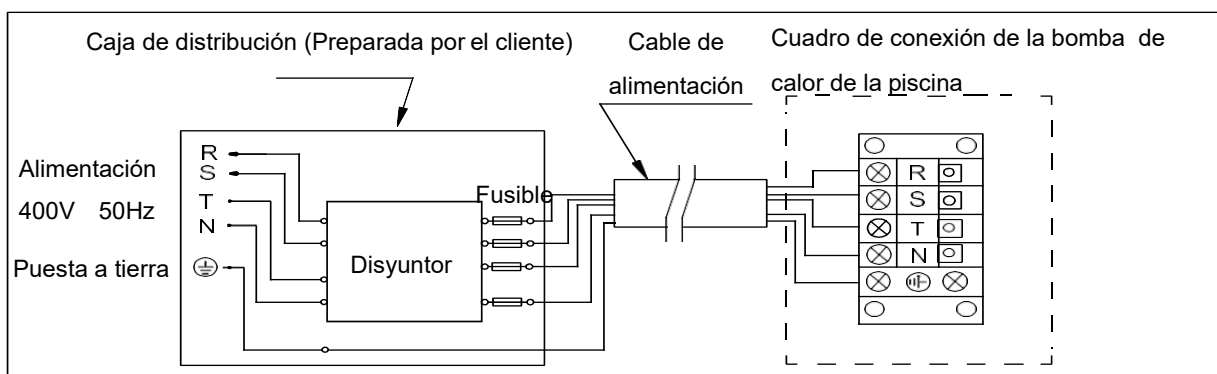 Caja de distribución (Preparada por el cliente)
Cable de
alimentación
Cuadro de conexión de la bomba de
calor de la piscina
Alimentación
400V 50Hz
Puesta a tierra
R
S
T
N
Disyuntor
Fusible
R
S
T
N